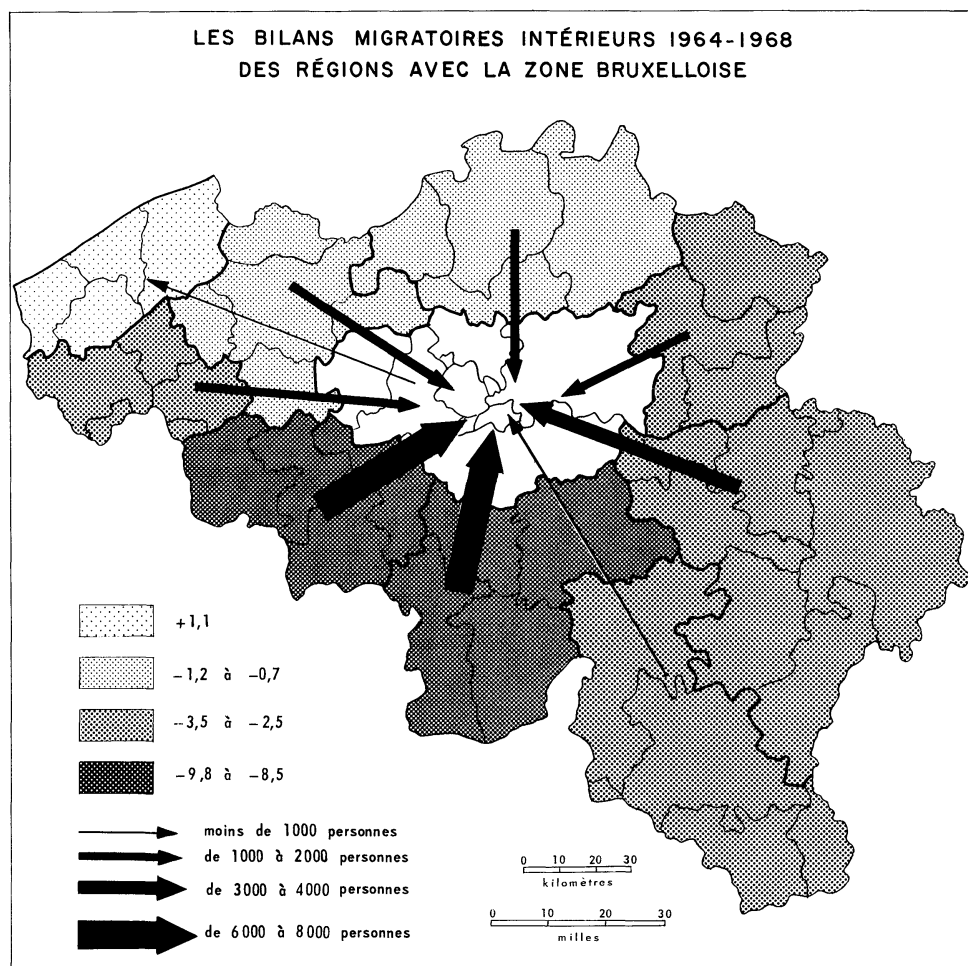 LES BILANS MIGRATOIRES INTÉRIEURS 1964-1968
DES RÉGIONS AVEC LA ZONE BRUXELLOISE
+1,1
-1,2 à -0,7
-3,5 à -2,5
-9,8 à -8,5
moins de 1000 personnes
de 1000 à 2000 personnes
de 3000 à 4000 personnes
de 6000 à 8000 personnes
0 10 20 30
kilomètres
0 10 20 30
milles